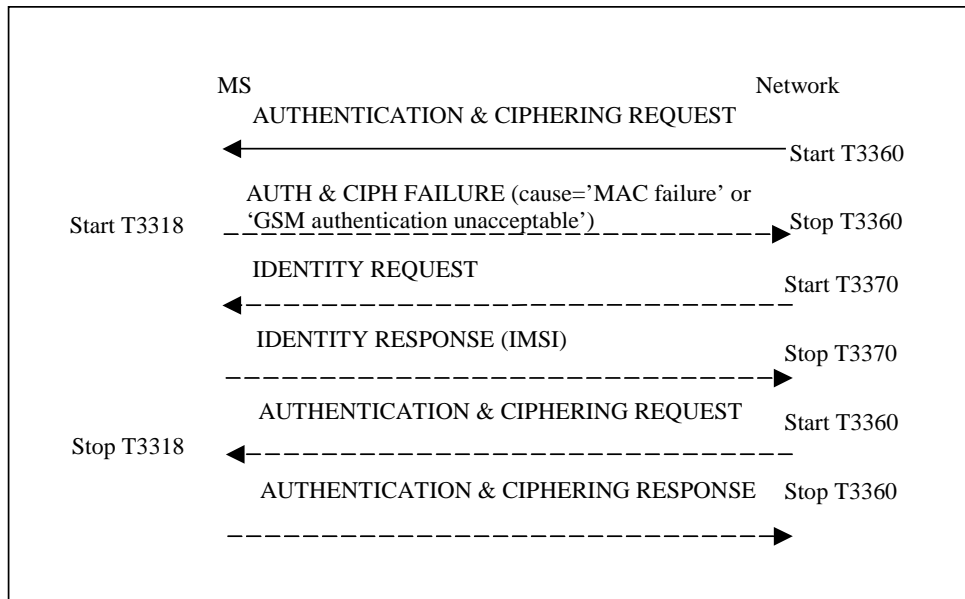 MS Network
AUTHENTICATION & CIPHERING REQUEST
Start T3360
AUTH & CIPH FAILURE (cause=’MAC failure’ or
‘GSM authentication unacceptable’)
Start T3318
Stop T3360
IDENTITY REQUEST
Start T3370
IDENTITY RESPONSE (IMSI)
Stop T3370
AUTHENTICATION & CIPHERING REQUEST
Start T3360
Stop T3318
AUTHENTICATION & CIPHERING RESPONSE
Stop T3360